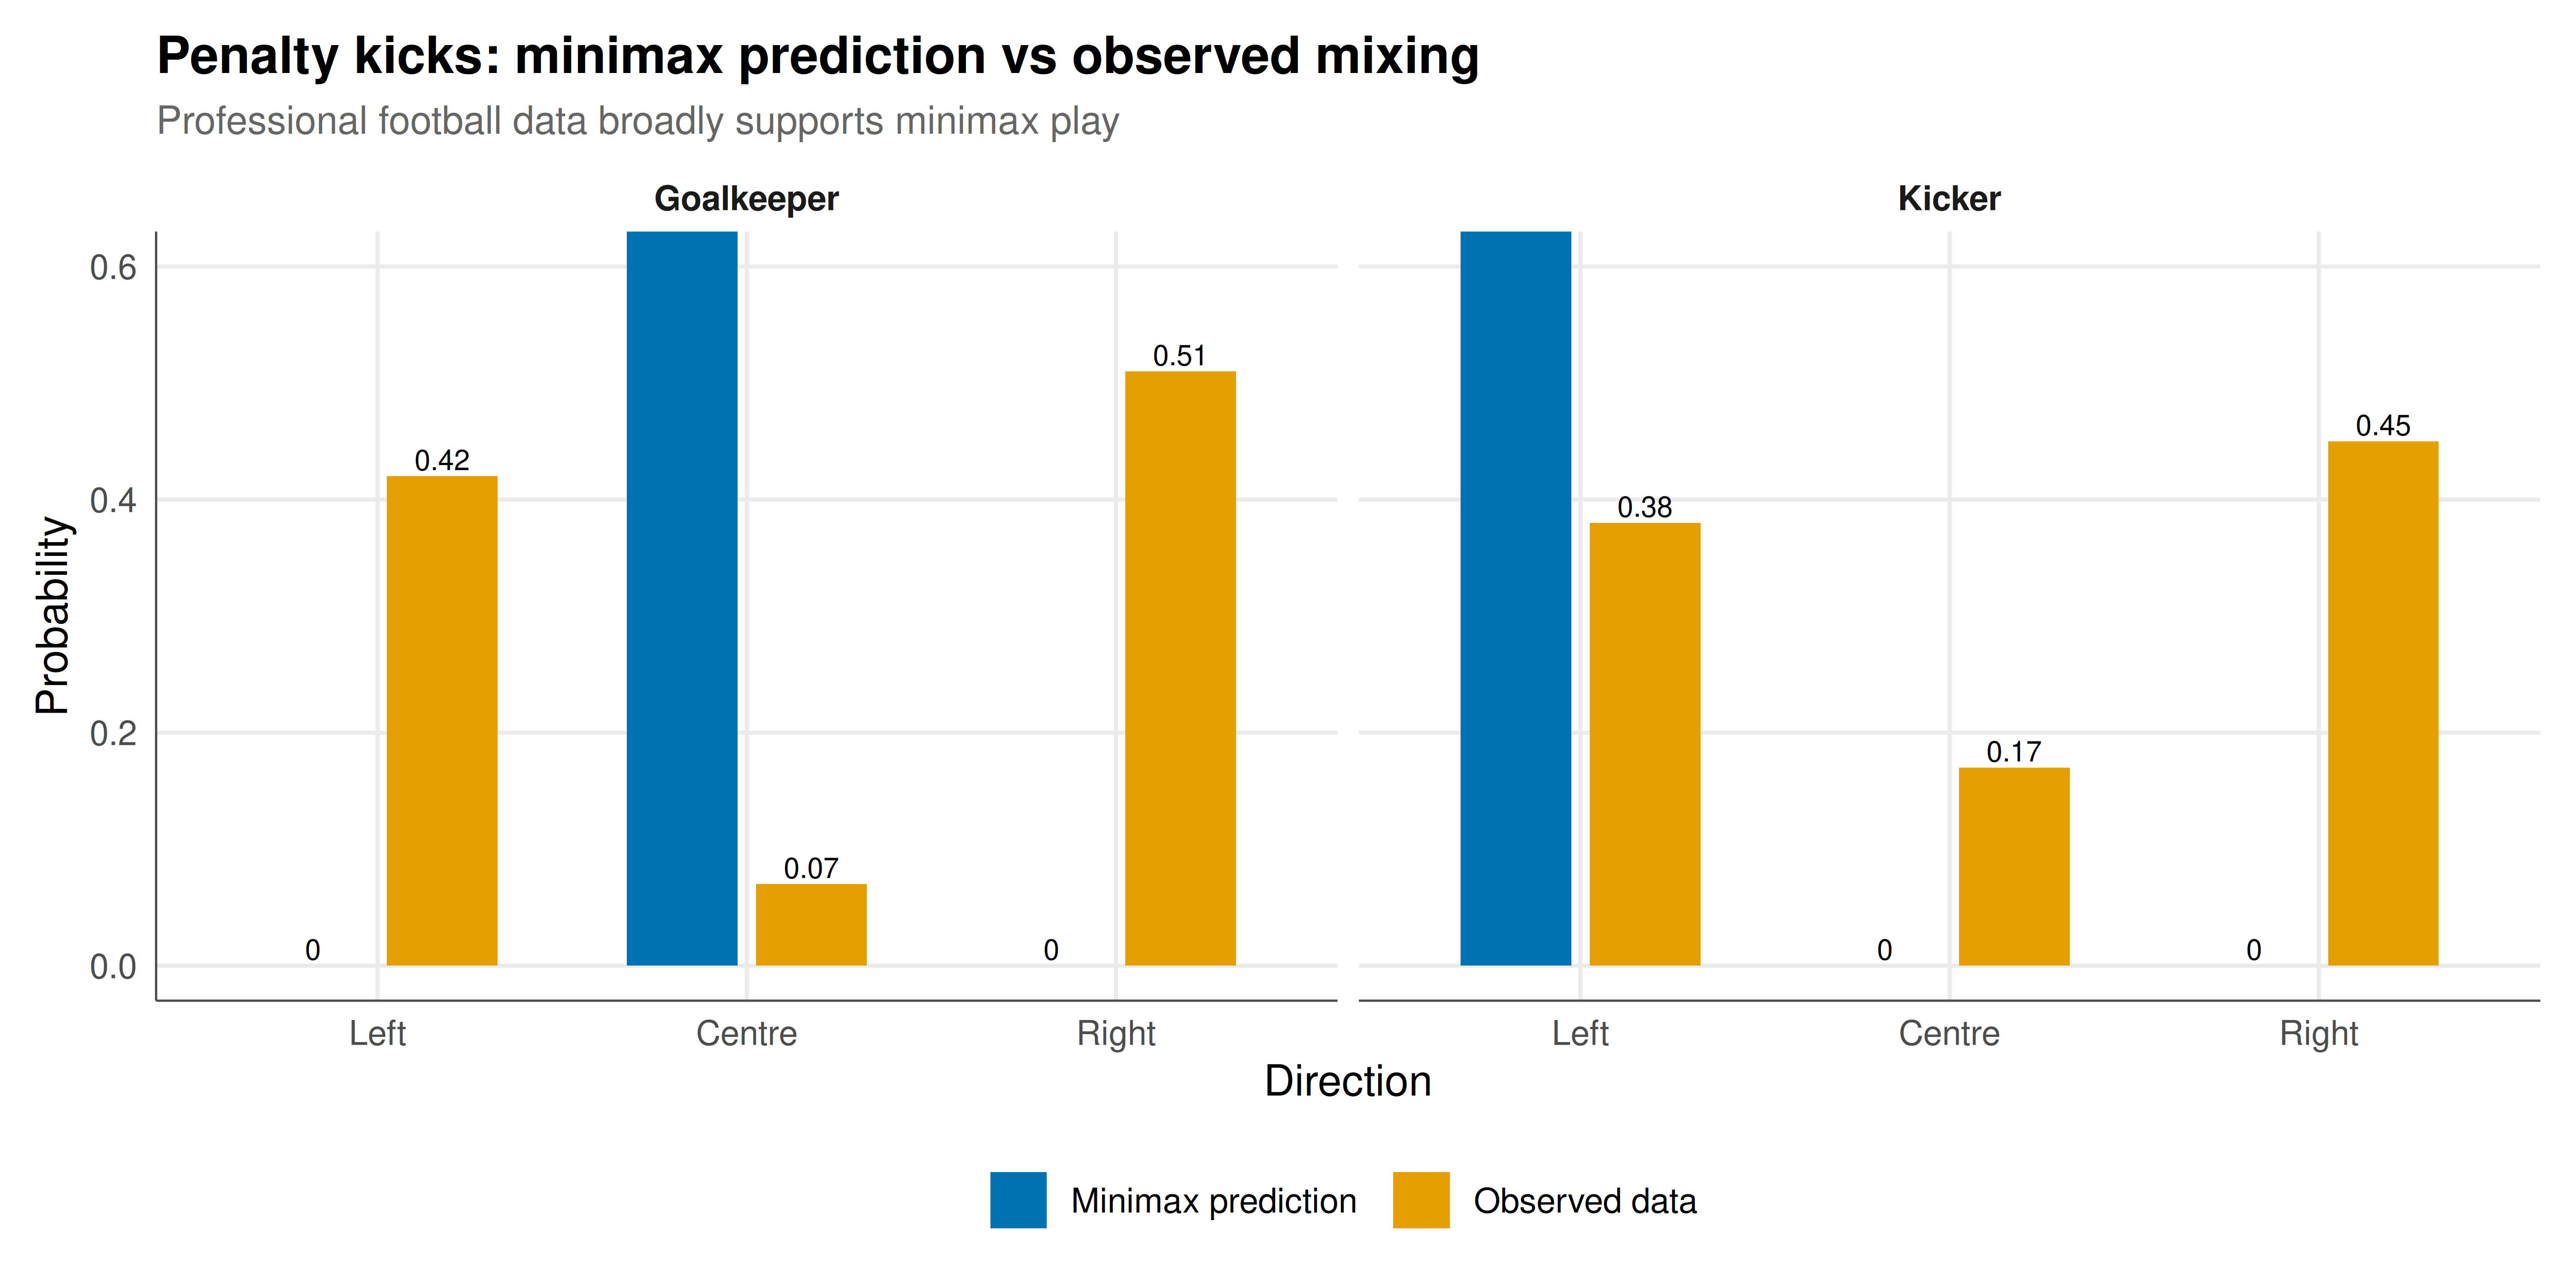 Penalty kicks: minimax prediction vs observed mixing
Professional football data broadly supports minimax play
Goalkeeper
Kicker
Probability
0.6
0.4
0.2
0.0
0
0.42
0.07
0
0.51
0.38
0
0.17
0
0.45
Left
Centre
Right
Left
Centre
Right
Direction
Minimax prediction
Observed data